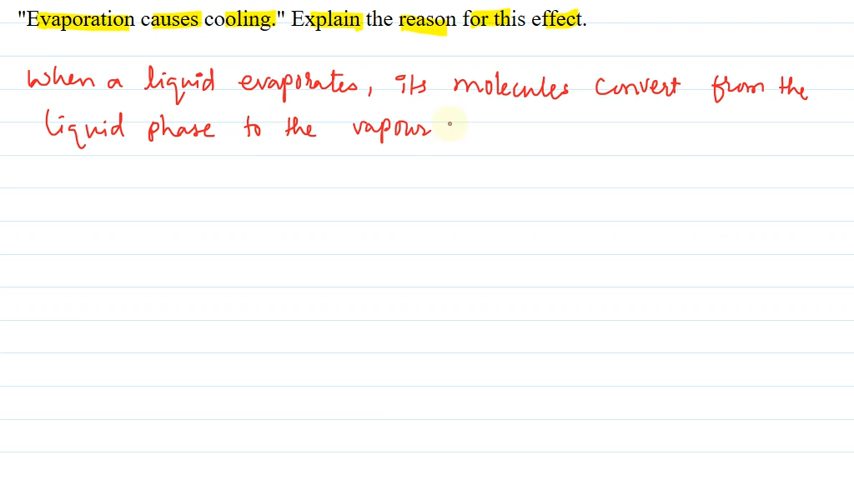 "Evaporation causes cooling." Explain the reason for this effect.
When a liquid evaporates, its molecules convert from the
liquid phase to the vapour